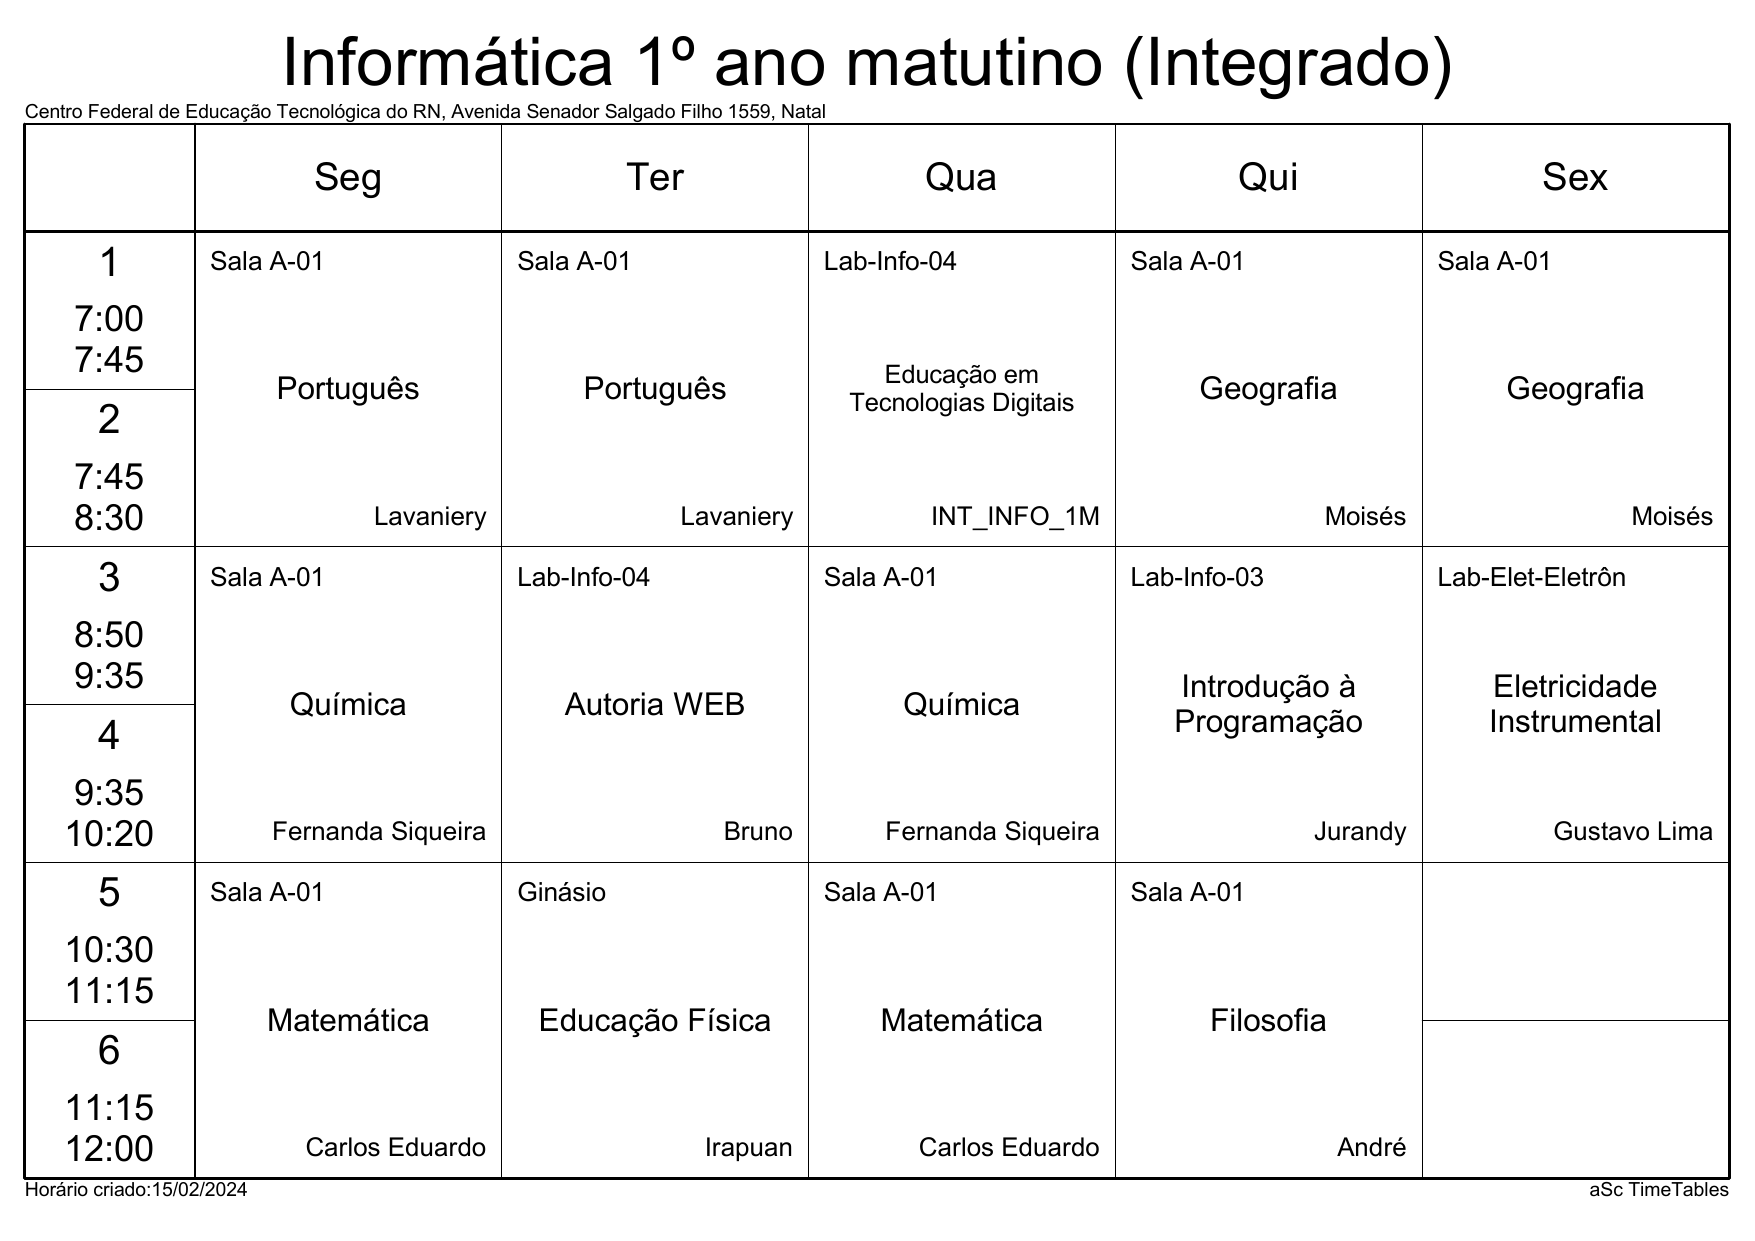 Informática 1º ano matutino (Integrado)
Centro Federal de Educação Tecnológica do RN, Avenida Senador Salgado Filho 1559, Natal
Seg Ter Qua Qui Sex
1
7:00
7:45
2
7:45
8:30
Sala A-01
Português
Lavaniery
Sala A-01
Português
Lavaniery
Lab-Info-04
Educação em
Tecnologias Digitais
INT_INFO_1M
Sala A-01
Geografia
Moisés
Sala A-01
Geografia
Moisés
3
8:50
9:35
4
9:35
10:20
Sala A-01
Química
Fernanda Siqueira
Lab-Info-04
Autoria WEB
Bruno
Sala A-01
Química
Fernanda Siqueira
Lab-Info-03
Introdução à
Programação
Jurandy
Lab-Elet-Eletrôn
Eletricidade
Instrumental
Gustavo Lima
5
10:30
11:15
6
11:15
12:00
Sala A-01
Matemática
Carlos Eduardo
Ginásio
Educação Física
Irapuan
Sala A-01
Matemática
Carlos Eduardo
Sala A-01
Filosofia
André
Horário criado:15/02/2024
aSc TimeTables